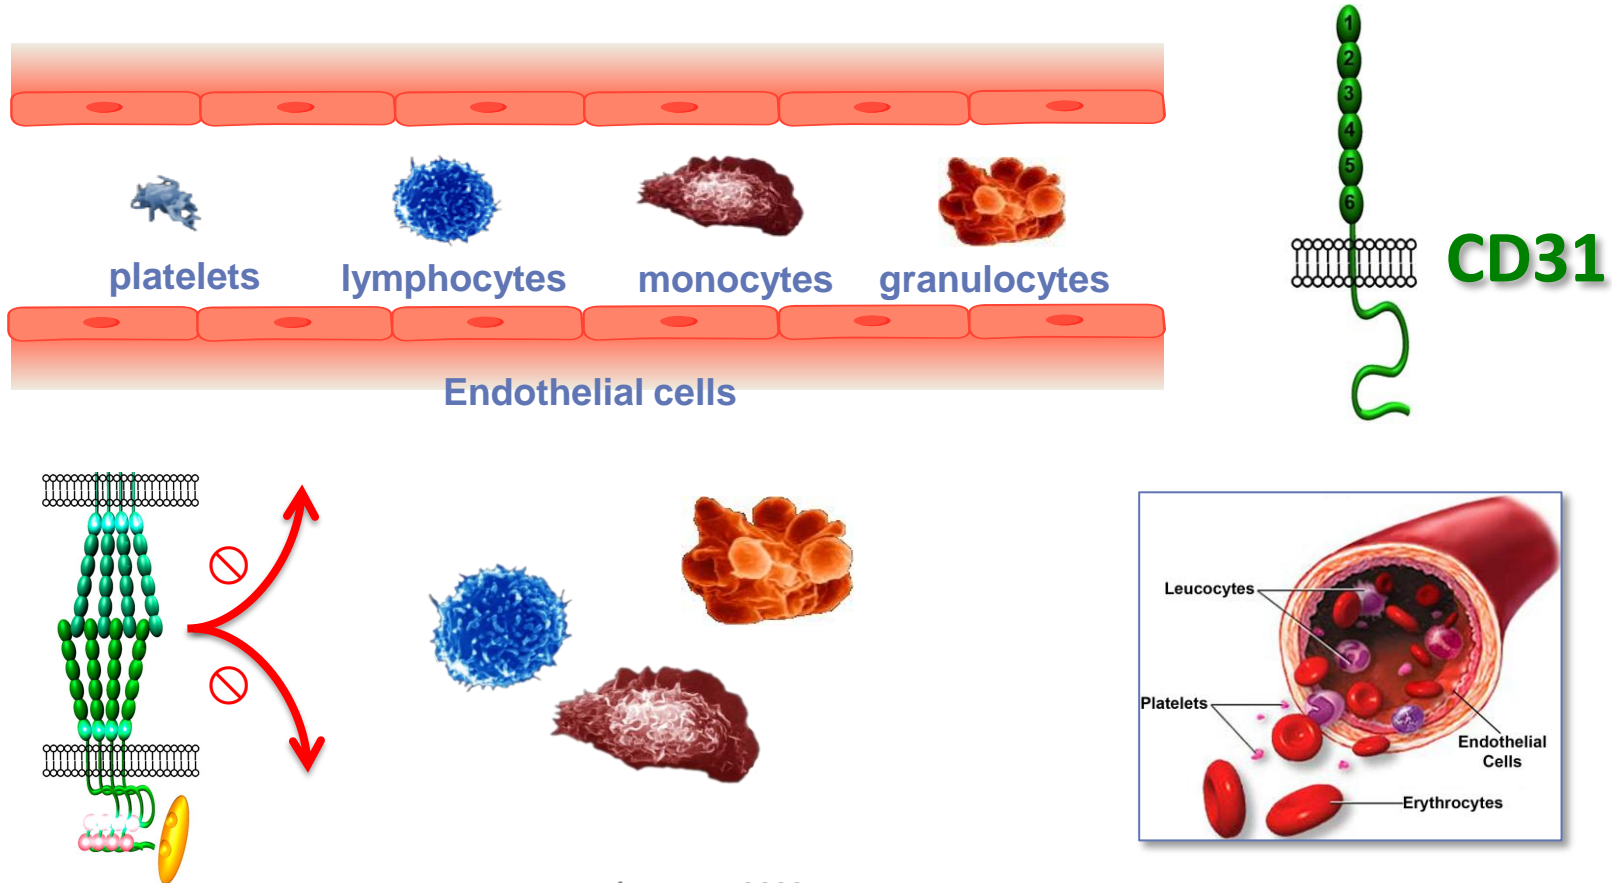 platelets
lymphocytes
monocytes
granulocytes
Endothelial cells
1
2
3
4
5
6
CD31
Leucocytes
Platelets
Endothelial
Cells
Erythrocytes